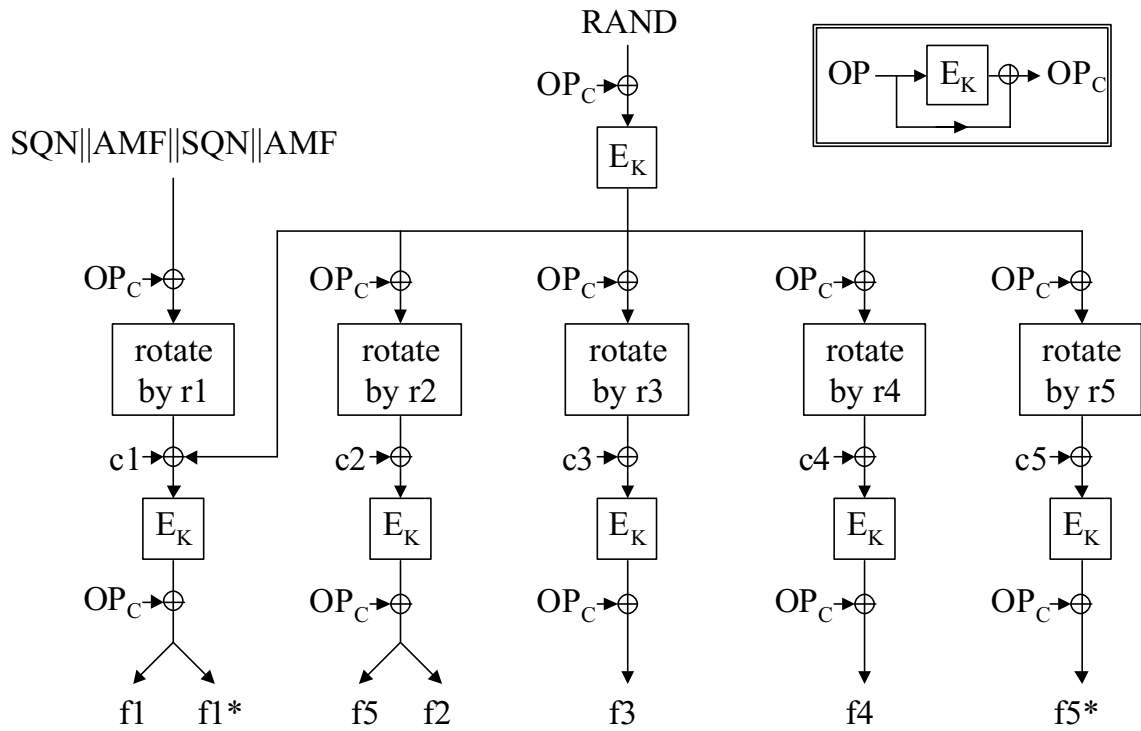 RAND
OP_C
OP E_K OP_C
SQN||AMF||SQN||AMF
E_K
OP_C OP_C OP_C OP_C OP_C
rotate by r1
rotate by r2
rotate by r3
rotate by r4
rotate by r5
c1 c2 c3 c4 c5
E_K E_K E_K E_K E_K
OP_C OP_C OP_C OP_C OP_C
f1 f1* f5 f2 f3 f4 f5*